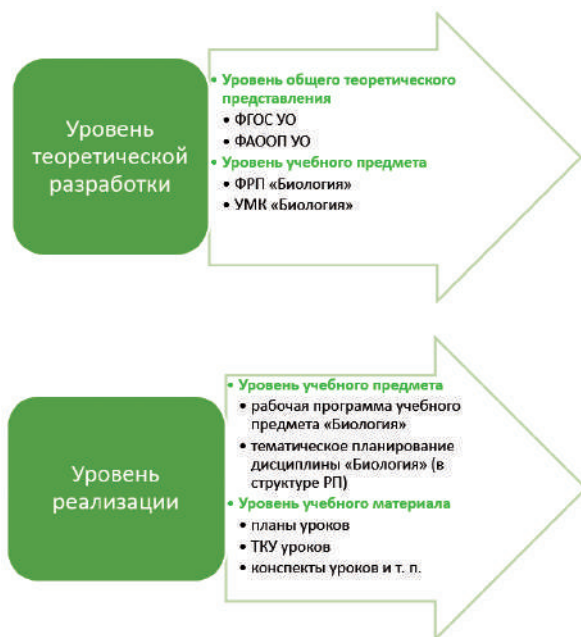 Уровень
теоретической
разработки
• Уровень общего теоретического
представления
• ФГОС УО
• ФАООП УО
• Уровень учебного предмета
• ФРП «Биология»
• УМК «Биология»
Уровень
реализации
• Уровень учебного предмета
• рабочая программа учебного
предмета «Биология»
• тематическое планирование
дисциплины «Биология» (в
структуре РП)
• Уровень учебного материала
• планы уроков
• ТКУ уроков
• конспекты уроков и т. п.